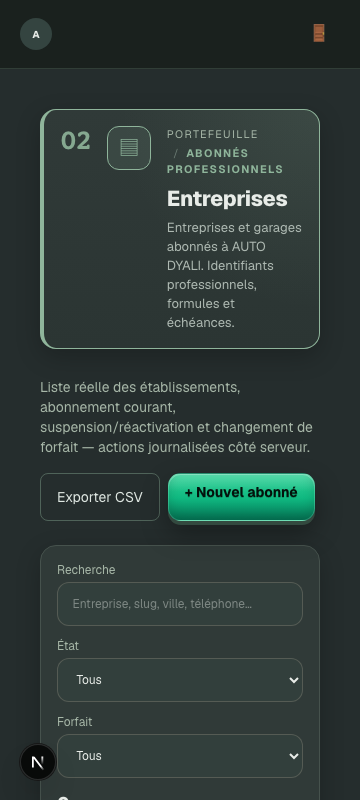 A
02
PORTEFEUILLE
/ ABONNÉS
PROFESSIONNELS
Entreprises
Entreprises et garages
abonnés à AUTO
DYALI. Identifiants
professionnels,
formules et
échéances.
Liste réelle des établissements,
abonnement courant,
suspension/réactivation et changement de
forfait — actions journalisées côté serveur.
Exporter CSV
+ Nouvel abonné
Recherche
Entreprise, slug, ville, téléphone…
État
Tous
Forfait
Tous
N